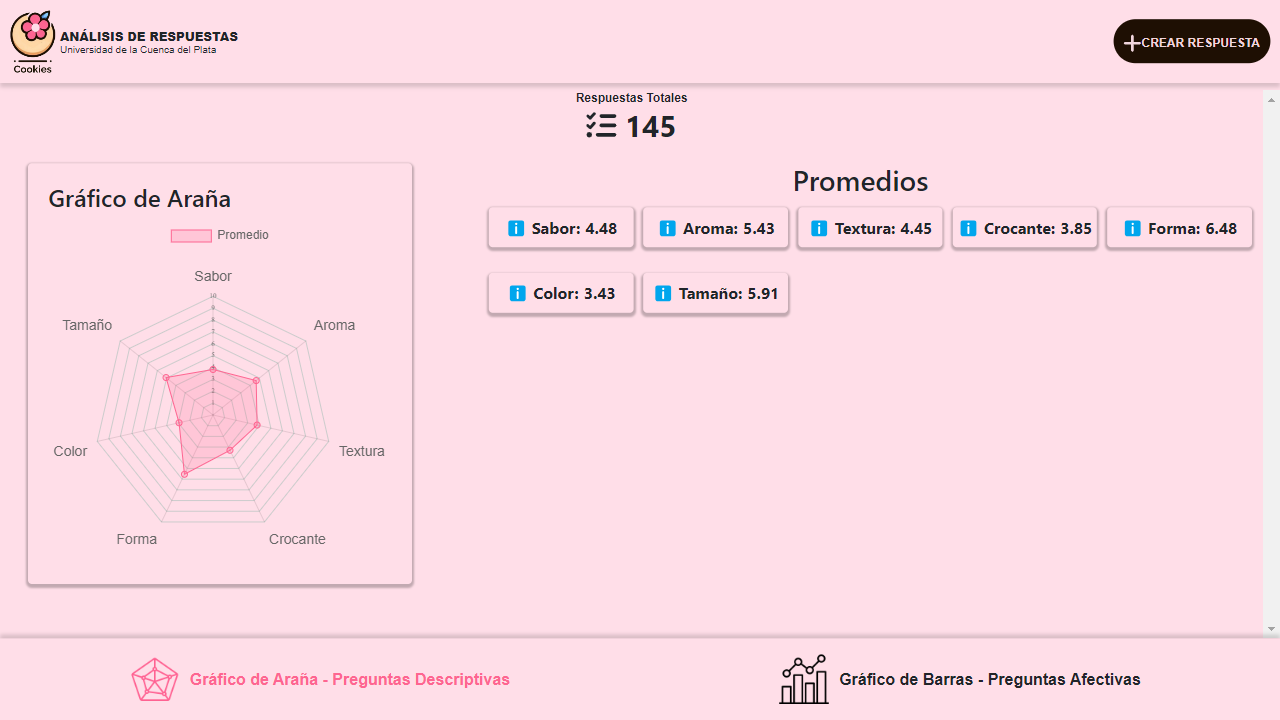 Cookies
ANÁLISIS DE RESPUESTAS
Universidad de la Cuenca del Plata
CREAR RESPUESTA
Respuestas Totales
145
Gráfico de Araña
Promedio
Sabor
Aroma
Textura
Crocante
Forma
Color
Tamaño
10
9
8
7
6
5
4
3
2
1
Promedios
Sabor: 4.48
Aroma: 5.43
Textura: 4.45
Crocante: 3.85
Forma: 6.48
Color: 3.43
Tamaño: 5.91
Gráfico de Araña - Preguntas Descriptivas
Gráfico de Barras - Preguntas Afectivas